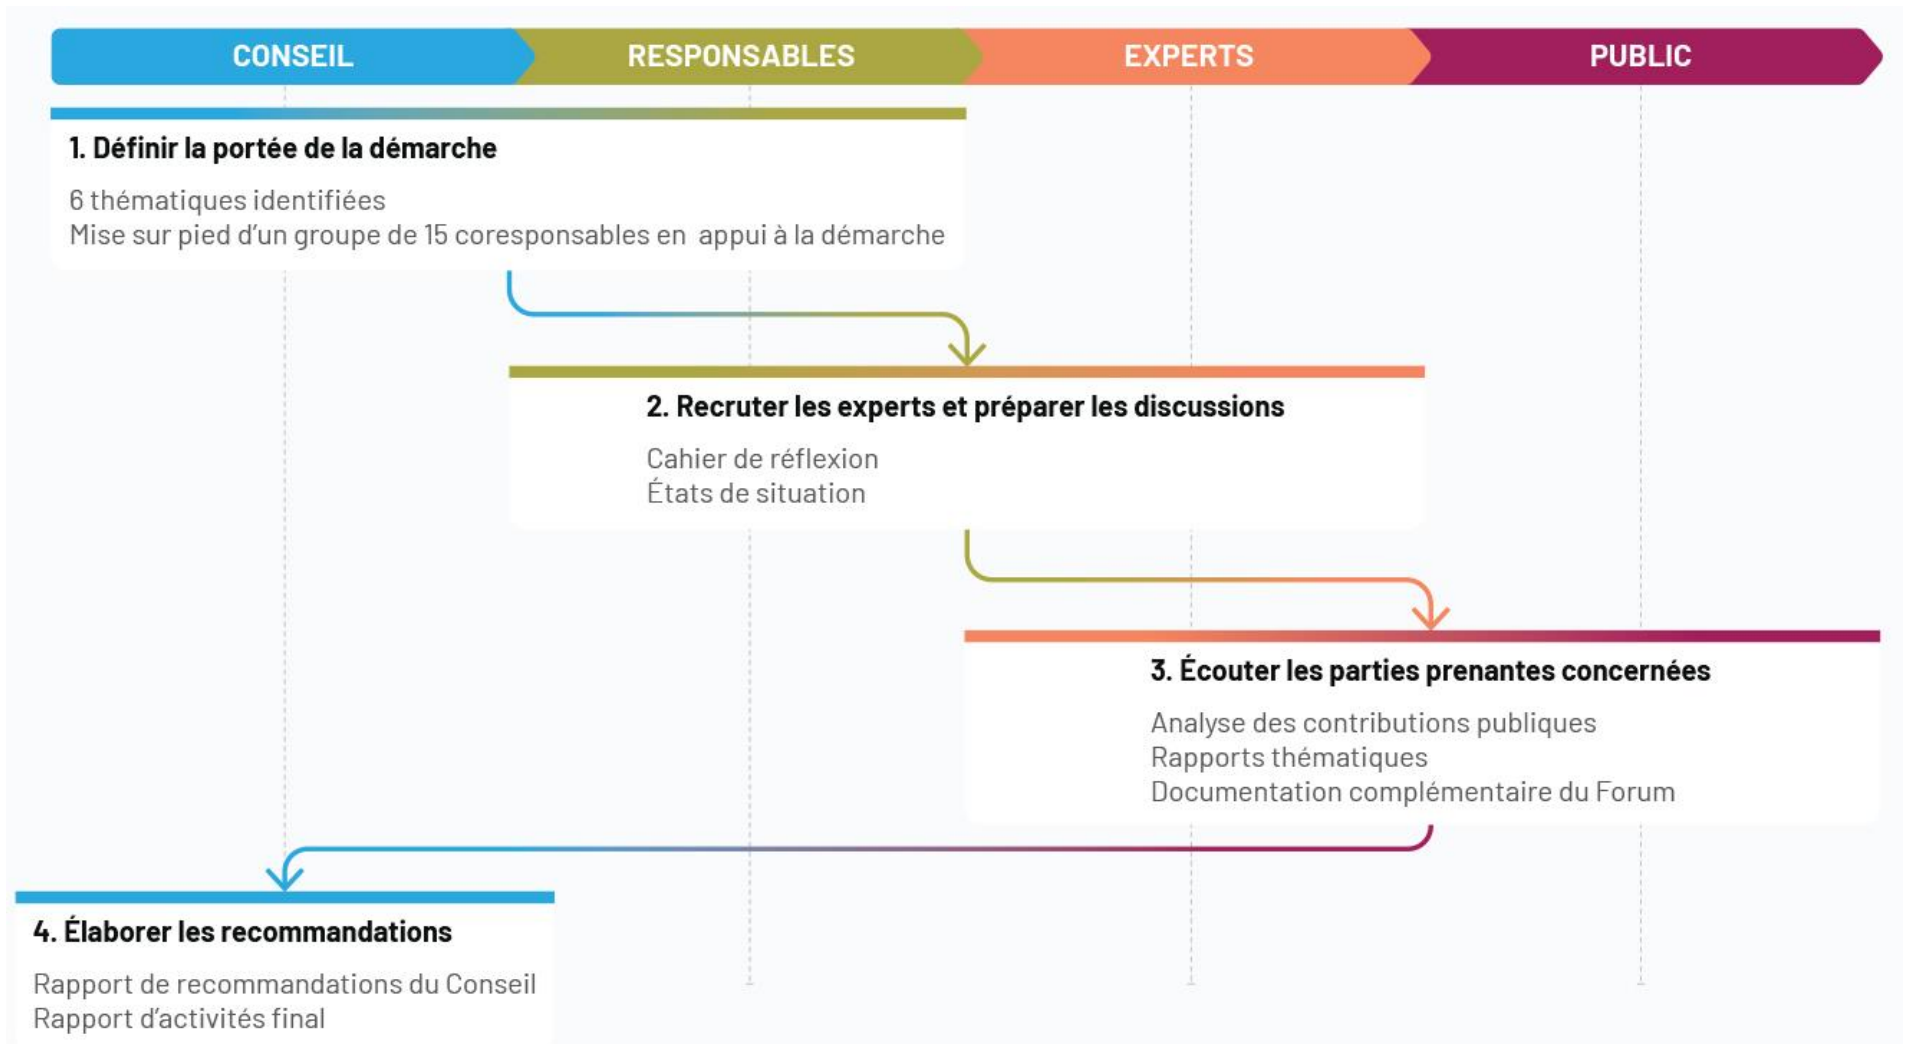 CONSEIL
RESPONSABLES
EXPERTS
PUBLIC
1. Définir la portée de la démarche
6 thématiques identifiées
Mise sur pied d'un groupe de 15 coresponsables en appui à la démarche
2. Recruter les experts et préparer les discussions
Cahier de réflexion
États de situation
3. Écouter les parties prenantes concernées
Analyse des contributions publiques
Rapports thématiques
Documentation complémentaire du Forum
4. Élaborer les recommandations
Rapport de recommandations du Conseil
Rapport d'activités final